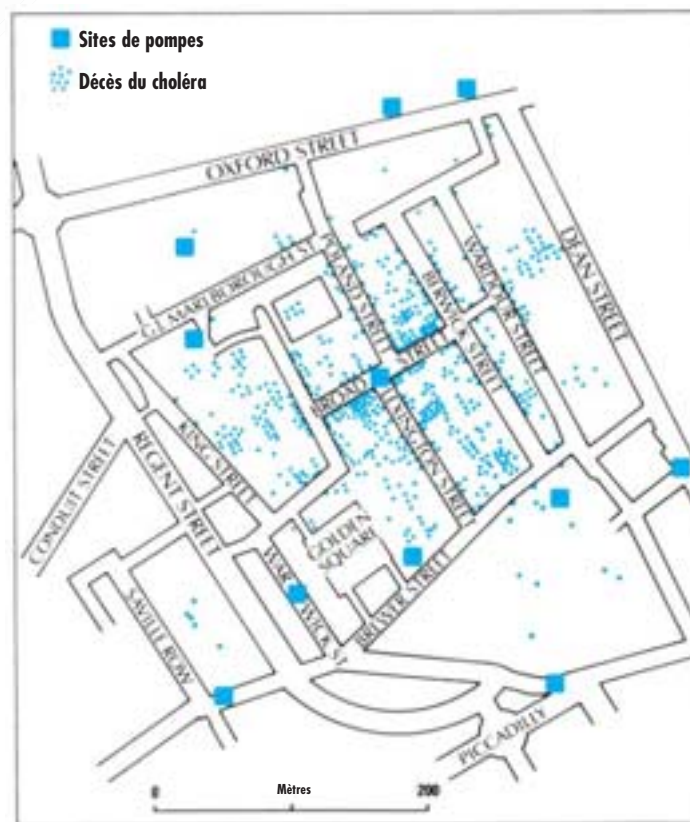 Sites de pompes
Décès du choléra
OXFORD STREET
GT. MARLBOROUGH ST.
POLAND STREET
BERWICK STREET
WARBOUR STREET
DEAN STREET
BROAD STREET
LEXINGTON STREET
KING STREET
REGENT STREET
CONDUIT STREET
GOLDEN
SQUARE
WARWICK ST.
BREWER STREET
SAVILLE ROW
PICCADILLY
0
Mètres
200